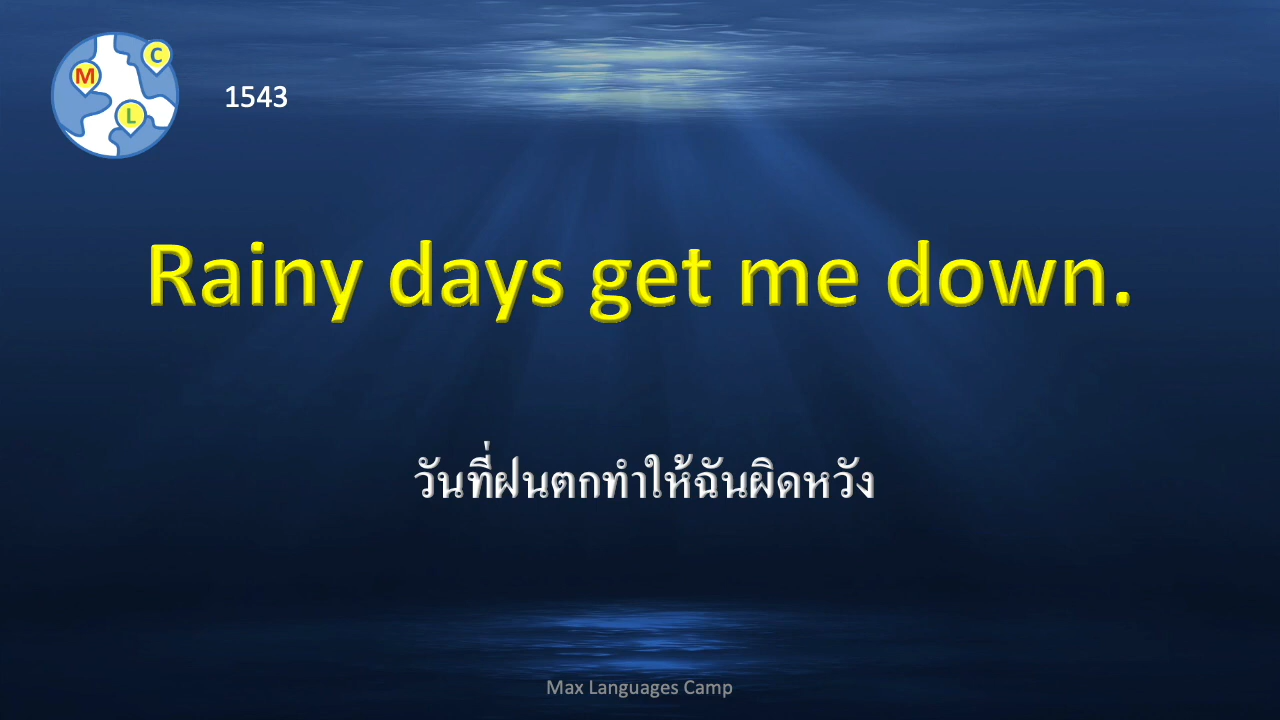 M
C
L
1543
Rainy days get me down.
วันที่ฝนตกทำให้ฉันผิดหวัง
Max Languages Camp